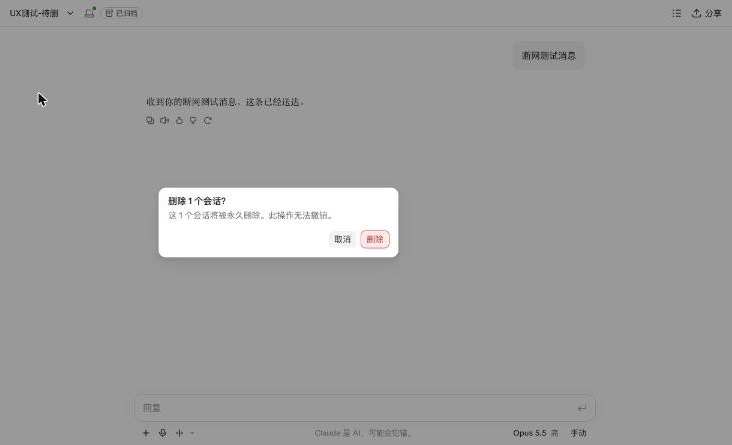 UX测试-待删
已归档
分享
断网测试消息
收到你的断网测试消息。这条已经送达。
删除 1 个会话?
这 1 个会话将被永久删除。此操作无法撤销。
取消
删除
回复
Claude 是 AI，可能会犯错。
Opus 5.5 高
手动